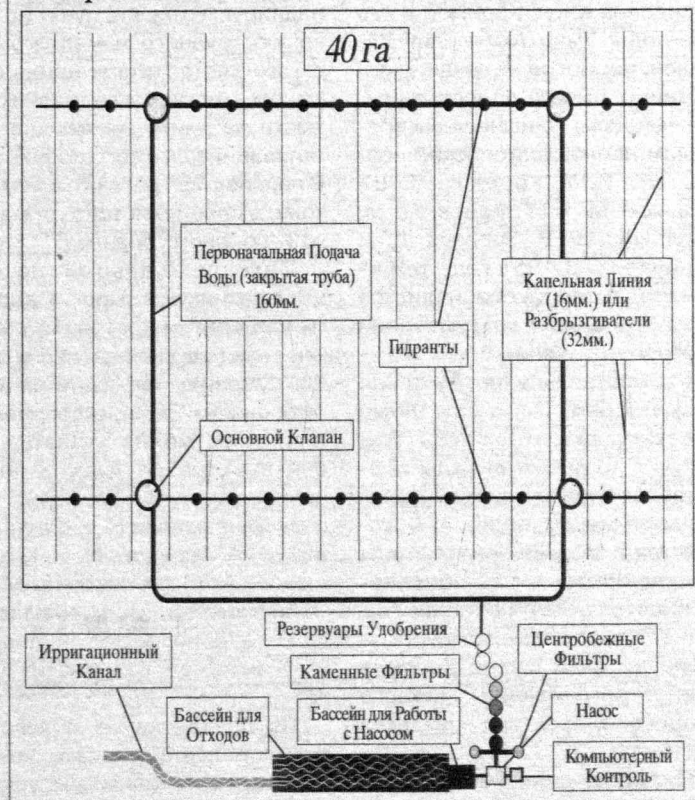 40 га
Первоначальная Подача
Воды (закрытая труба)
160мм.
Капельная Линия
(16мм.) или
Разбрызгиватели
(32мм.)
Гидранты
Основной Клапан
Резервуары Удобрения
Центробежные
Фильтры
Ирригационный
Канал
Каменные Фильтры
Бассейн для
Отходов
Бассейн для Работы
с Насосом
Насос
Компьютерный
Контроль